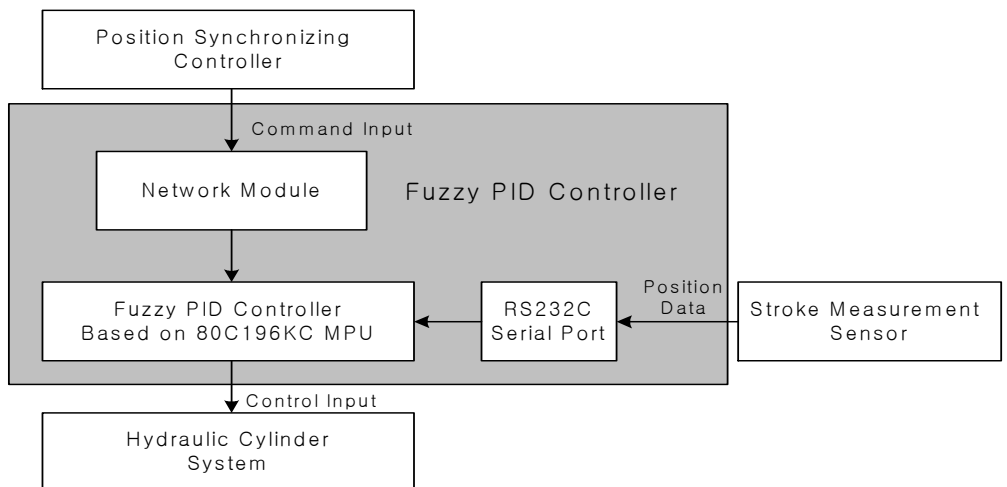 Position Synchronizing
Controller
Command Input
Network Module
Fuzzy PID Controller
Fuzzy PID Controller
Based on 80C196KC MPU
RS232C
Serial Port
Position
Data
Stroke Measurement
Sensor
Control Input
Hydraulic Cylinder
System